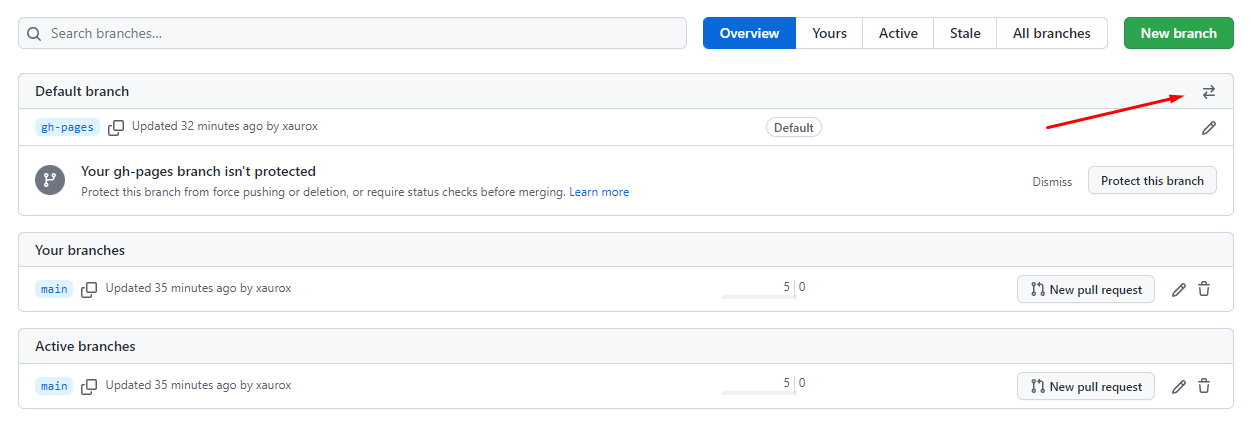 Search branches...
Overview Yours Active Stale All branches New branch
Default branch
gh-pages Updated 32 minutes ago by xaurox Default
Your gh-pages branch isn't protected
Protect this branch from force pushing or deletion, or require status checks before merging. Learn more
Dismiss Protect this branch
Your branches
main Updated 35 minutes ago by xaurox 5 0 New pull request
Active branches
main Updated 35 minutes ago by xaurox 5 0 New pull request